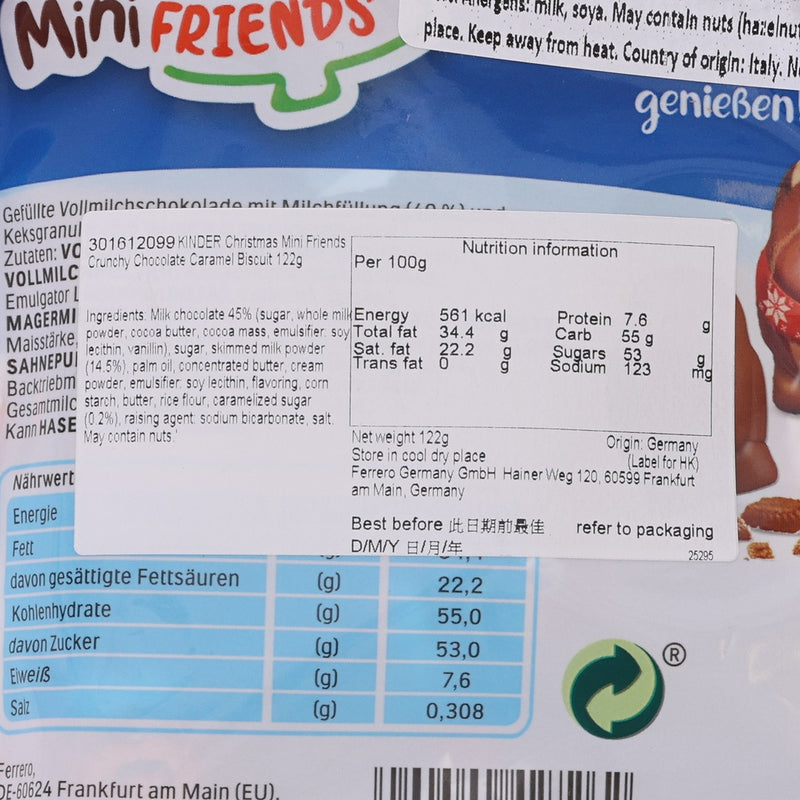 Mini FRIENDS
milk, soya. May contain nuts (hazelnut
place. Keep away from heat. Country of origin: Italy.
genießen
Gefüllte Vollmilchschokolade mit Milchfüllung
Keksgranul
Zutaten: VO
VOLLMILC
Emulgator L
MAGERMI
Maisstärke,
SAHNEPU
Backtriebm
Gesamtmilc
Kann HASE
301612099 KINDER Christmas Mini Friends
Crunchy Chocolate Caramel Biscuit 122g
Ingredients: Milk chocolate 45% (sugar, whole milk
powder, cocoa butter, cocoa mass, emulsifier: soy
lecithin, vanillin), sugar, skimmed milk powder
(14.5%), palm oil, concentrated butter, cream
powder, emulsifier: soy lecithin, flavoring, corn
starch, butter, rice flour, caramelized sugar
(0.2%), raising agent: sodium bicarbonate, salt.
May contain nuts.'
Nutrition information
Per 100g
Energy 561 kcal Protein 7.6 g
Total fat 34.4 g Carb 55 g
Sat. fat 22.2 g Sugars 53 g
Trans fat 0 g Sodium 123 mg
Net weight 122g Origin: Germany
Store in cool dry place (Label for HK)
Ferrero Germany GmbH Hainer Weg 120, 60599 Frankfurt
am Main, Germany
Best before 此日期前最佳 refer to packaging
D/M/Y 日/月/年
25295
Nährwert
Energie
Fett
davon gesättigte Fettsäuren (g) 22,2
Kohlenhydrate (g) 55,0
davon Zucker (g) 53,0
Eiweiß (g) 7,6
Salz (g) 0,308
®
Ferrero,
DE-60624 Frankfurt am Main (EU).